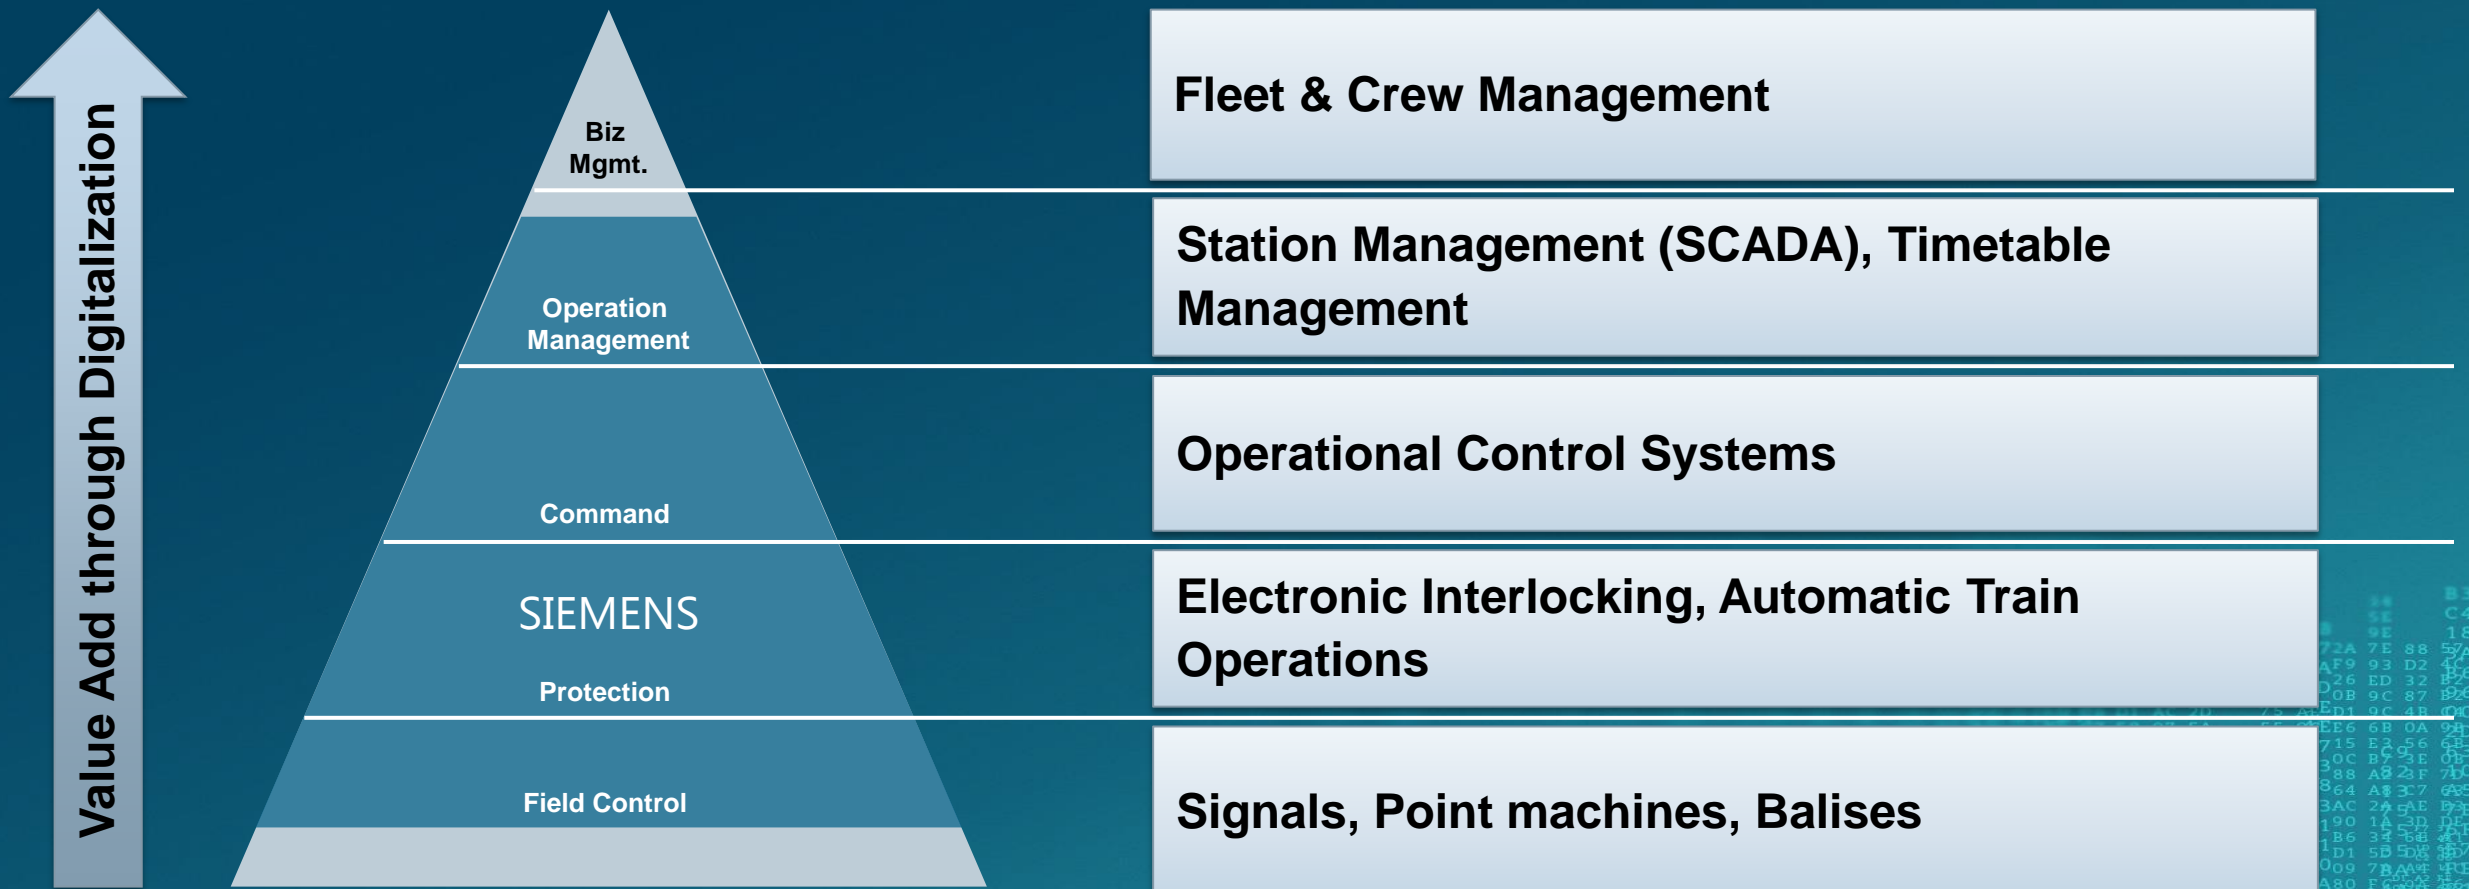 Value Add through Digitalization
Biz
Mgmt.
Fleet & Crew Management
Operation
Management
Station Management (SCADA), Timetable
Management
Command
Operational Control Systems
SIEMENS
Protection
Electronic Interlocking, Automatic Train
Operations
Field Control
Signals, Point machines, Balises